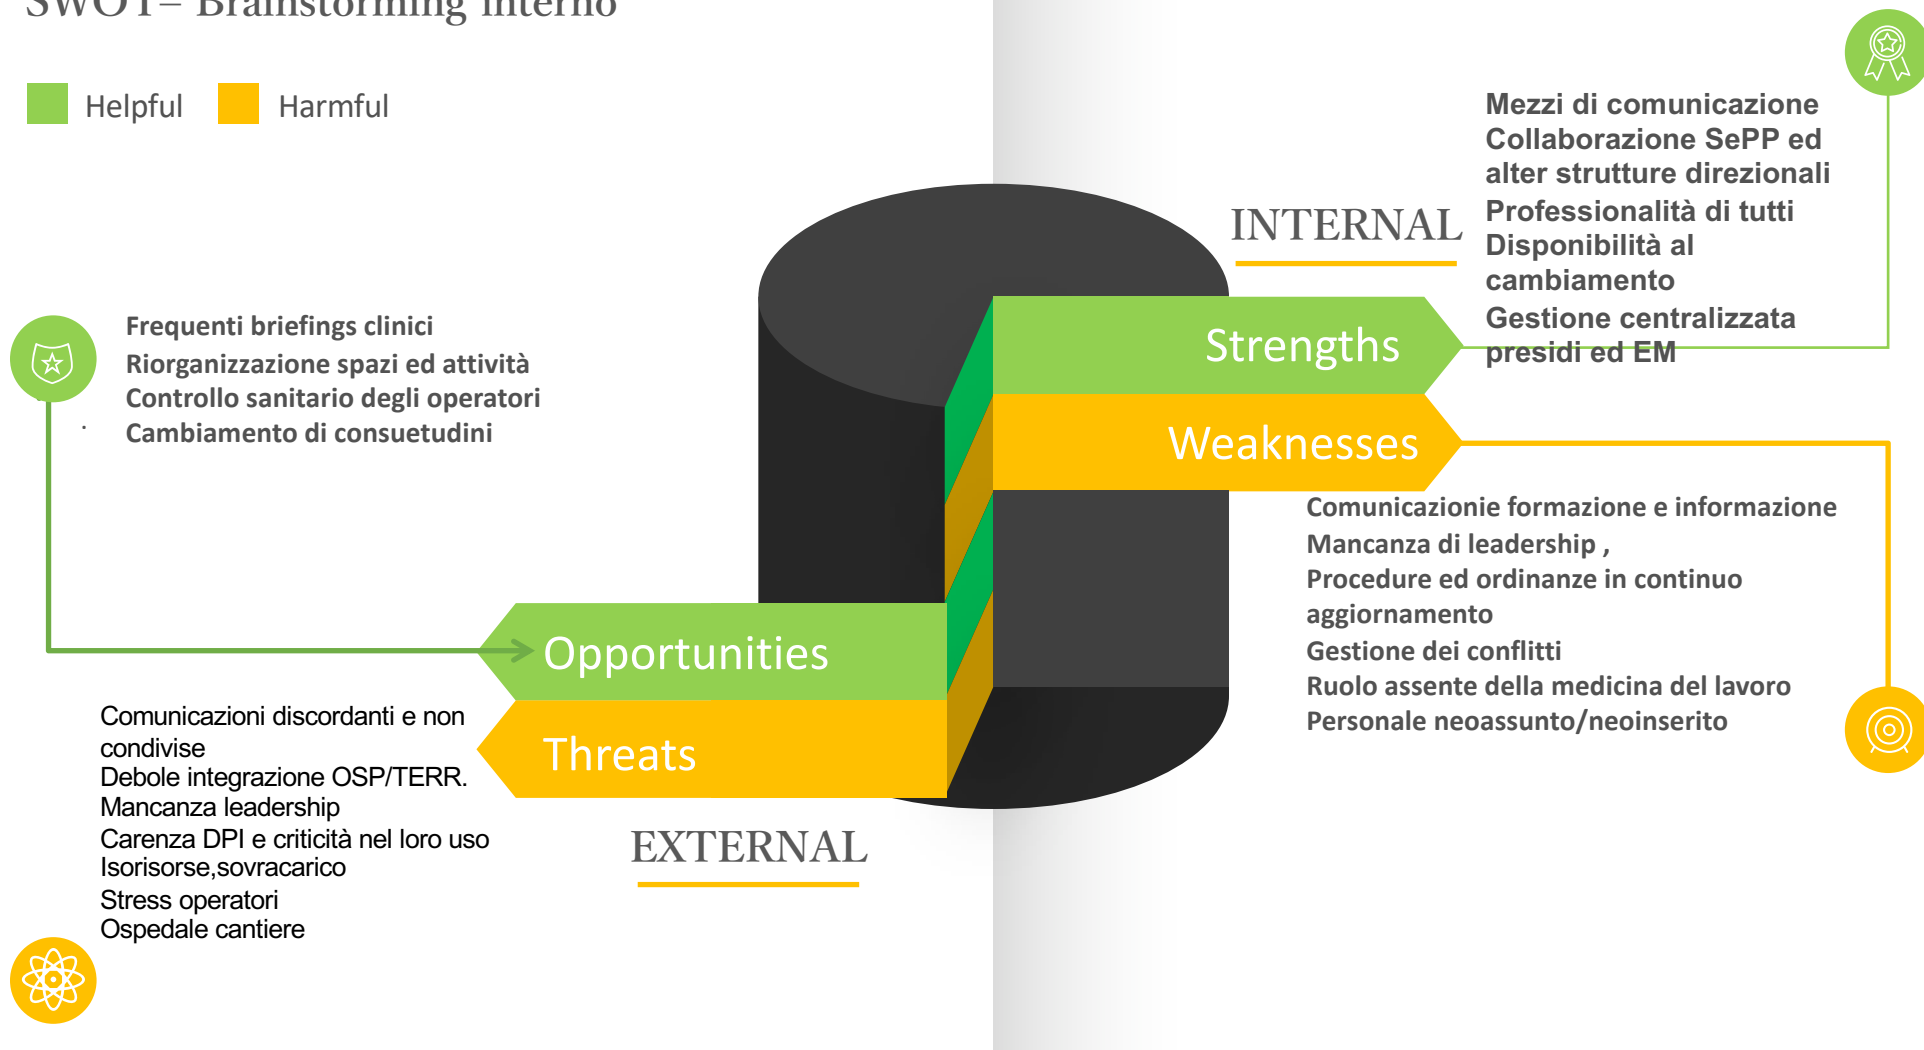 SWOT– Brainstorming interno
Helpful
Harmful
Mezzi di comunicazione
Collaborazione SePP ed
alter strutture direzionali
Professionalità di tutti
Disponibilità al
cambiamento
Gestione centralizzata
presidi ed EM
INTERNAL
Strengths
Weaknesses
Frequenti briefings clinici
Riorganizzazione spazi ed attività
Controllo sanitario degli operatori
Cambiamento di consuetudini
.
Comunicazionie formazione e informazione
Mancanza di leadership ,
Procedure ed ordinanze in continuo
aggiornamento
Gestione dei conflitti
Ruolo assente della medicina del lavoro
Personale neoassunto/neoinserito
Opportunities
Threats
Comunicazioni discordanti e non
condivise
Debole integrazione OSP/TERR.
Mancanza leadership
Carenza DPI e criticità nel loro uso
Isorisorse,sovracarico
Stress operatori
Ospedale cantiere
EXTERNAL